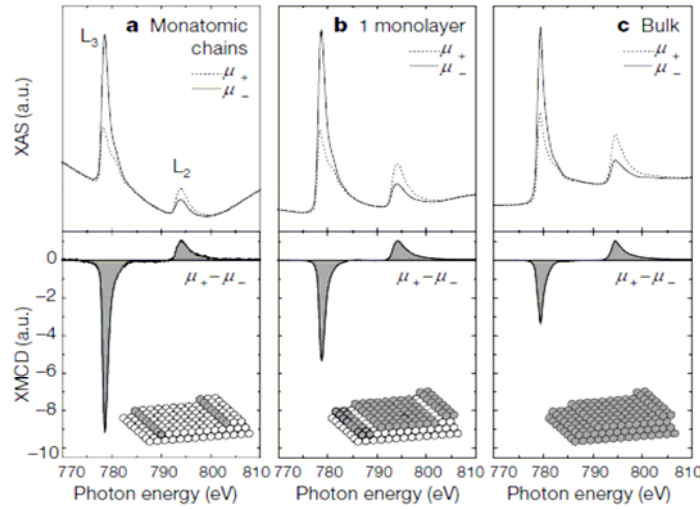 a Monatomic chains
L3
μ+
μ−
L2
XAS (a.u.)
b 1 monolayer
μ+
μ−
c Bulk
μ+
μ−
XMCD (a.u.)
0
−2
−4
−6
−8
−10
μ+−μ−
μ+−μ−
μ+−μ−
770 780 790 800 810
780 790 800 810
780 790 800 810
Photon energy (eV)
Photon energy (eV)
Photon energy (eV)